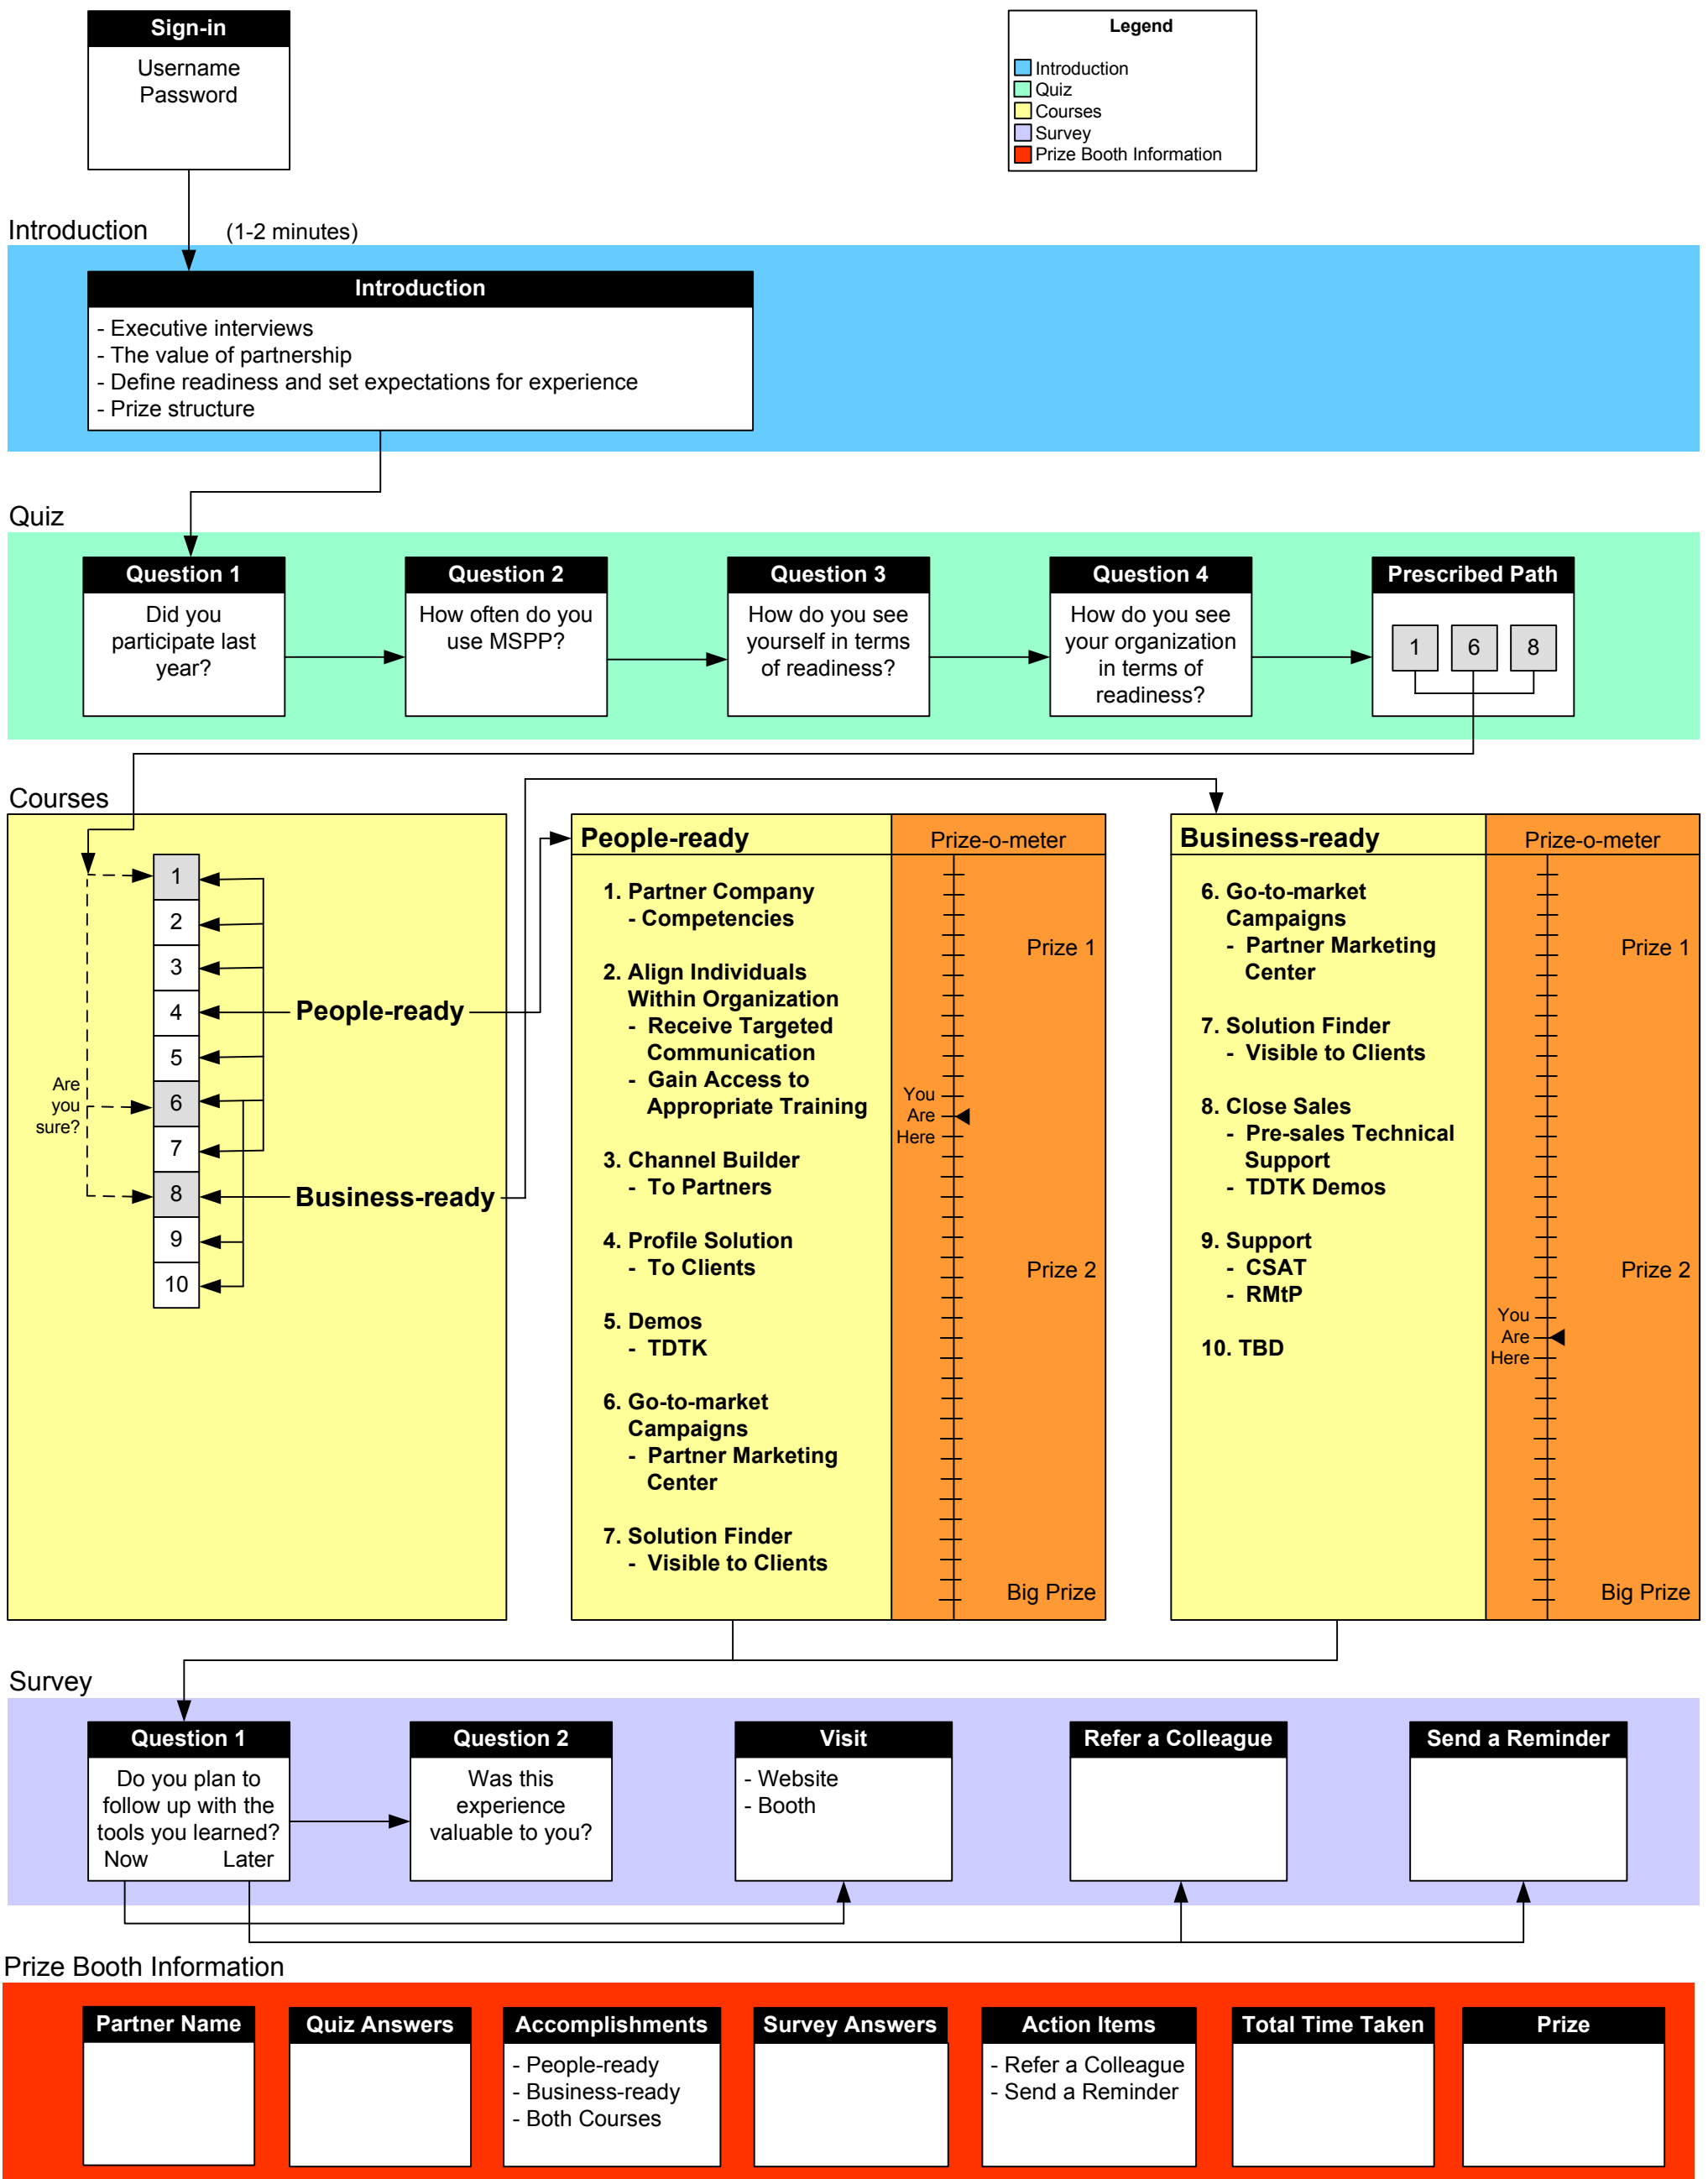 Sign-in
Username
Password
Legend
Introduction
Quiz
Courses
Survey
Prize Booth Information
Introduction (1-2 minutes)
Introduction
- Executive interviews
- The value of partnership
- Define readiness and set expectations for experience
- Prize structure
Quiz
Question 1
Did you
participate last
year?
Question 2
How often do you
use MSPP?
Question 3
How do you see
yourself in terms
of readiness?
Question 4
How do you see
your organization
in terms of
readiness?
Prescribed Path
1 6 8
Courses
1
2
3
4
5
6
7
8
9
10
Are
you
sure?
People-ready
Business-ready
People-ready
1. Partner Company
- Competencies
2. Align Individuals
Within Organization
- Receive Targeted
Communication
- Gain Access to
Appropriate Training
3. Channel Builder
- To Partners
4. Profile Solution
- To Clients
5. Demos
- TDTK
6. Go-to-market
Campaigns
- Partner Marketing
Center
7. Solution Finder
- Visible to Clients
Prize-o-meter
Prize 1
You
Are
Here
Prize 2
Big Prize
Business-ready
6. Go-to-market
Campaigns
- Partner Marketing
Center
7. Solution Finder
- Visible to Clients
8. Close Sales
- Pre-sales Technical
Support
- TDTK Demos
9. Support
- CSAT
- RMtP
10. TBD
Prize-o-meter
Prize 1
Prize 2
You
Are
Here
Big Prize
Survey
Question 1
Do you plan to
follow up with the
tools you learned?
Now Later
Question 2
Was this
experience
valuable to you?
Visit
- Website
- Booth
Refer a Colleague
Send a Reminder
Prize Booth Information
Partner Name
Quiz Answers
Accomplishments
- People-ready
- Business-ready
- Both Courses
Survey Answers
Action Items
- Refer a Colleague
- Send a Reminder
Total Time Taken
Prize